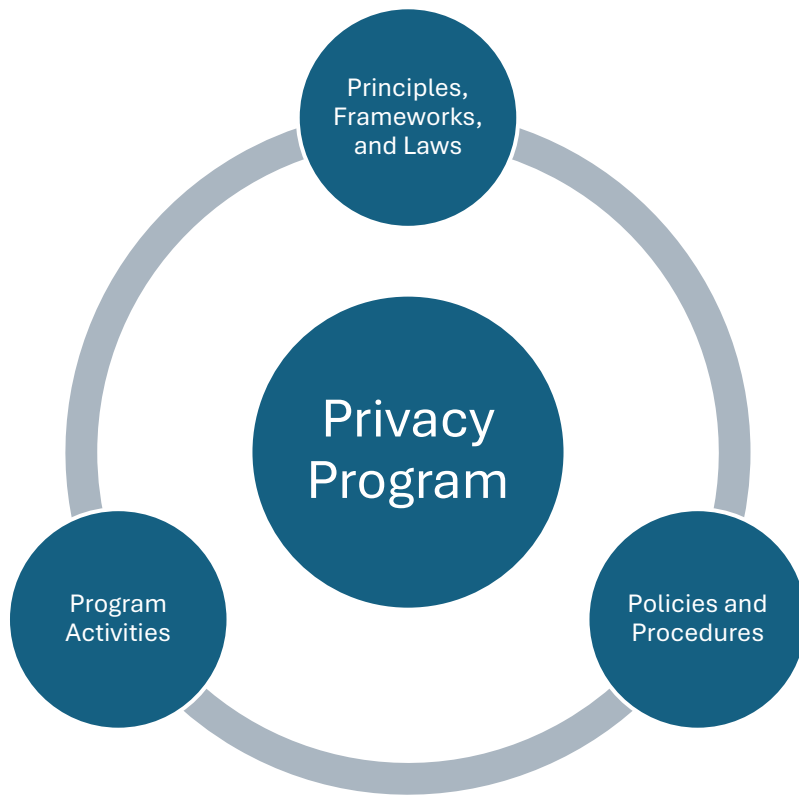 Principles,
Frameworks,
and Laws
Privacy
Program
Program
Activities
Policies and
Procedures